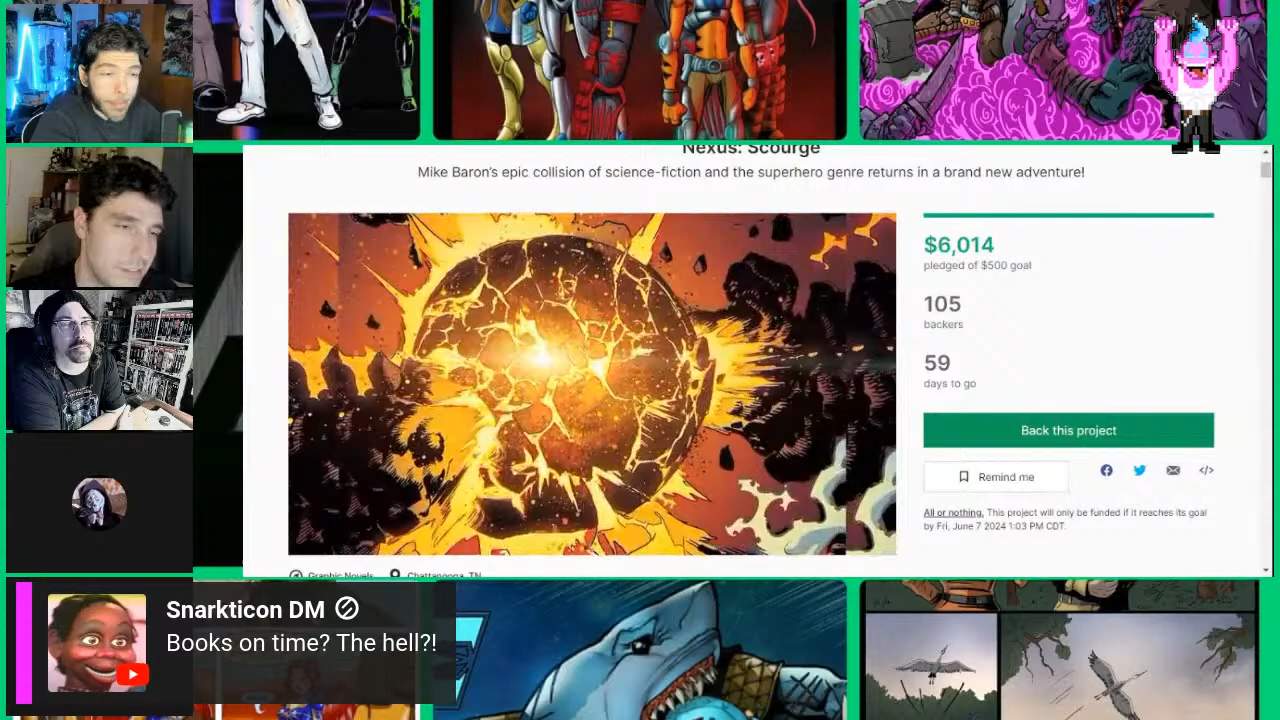 Nexus: Scourge
Mike Baron's epic collision of science-fiction and the superhero genre returns in a brand new adventure!
$6,014
pledged of $500 goal
105
backers
59
days to go
Back this project
Remind me
All or nothing. This project will only be funded if it reaches its goal
by Fri, June 7 2024 1:03 PM CDT.
Graphic Novels
Chattanooga, TN
Snarkticon DM
Books on time? The hell?!